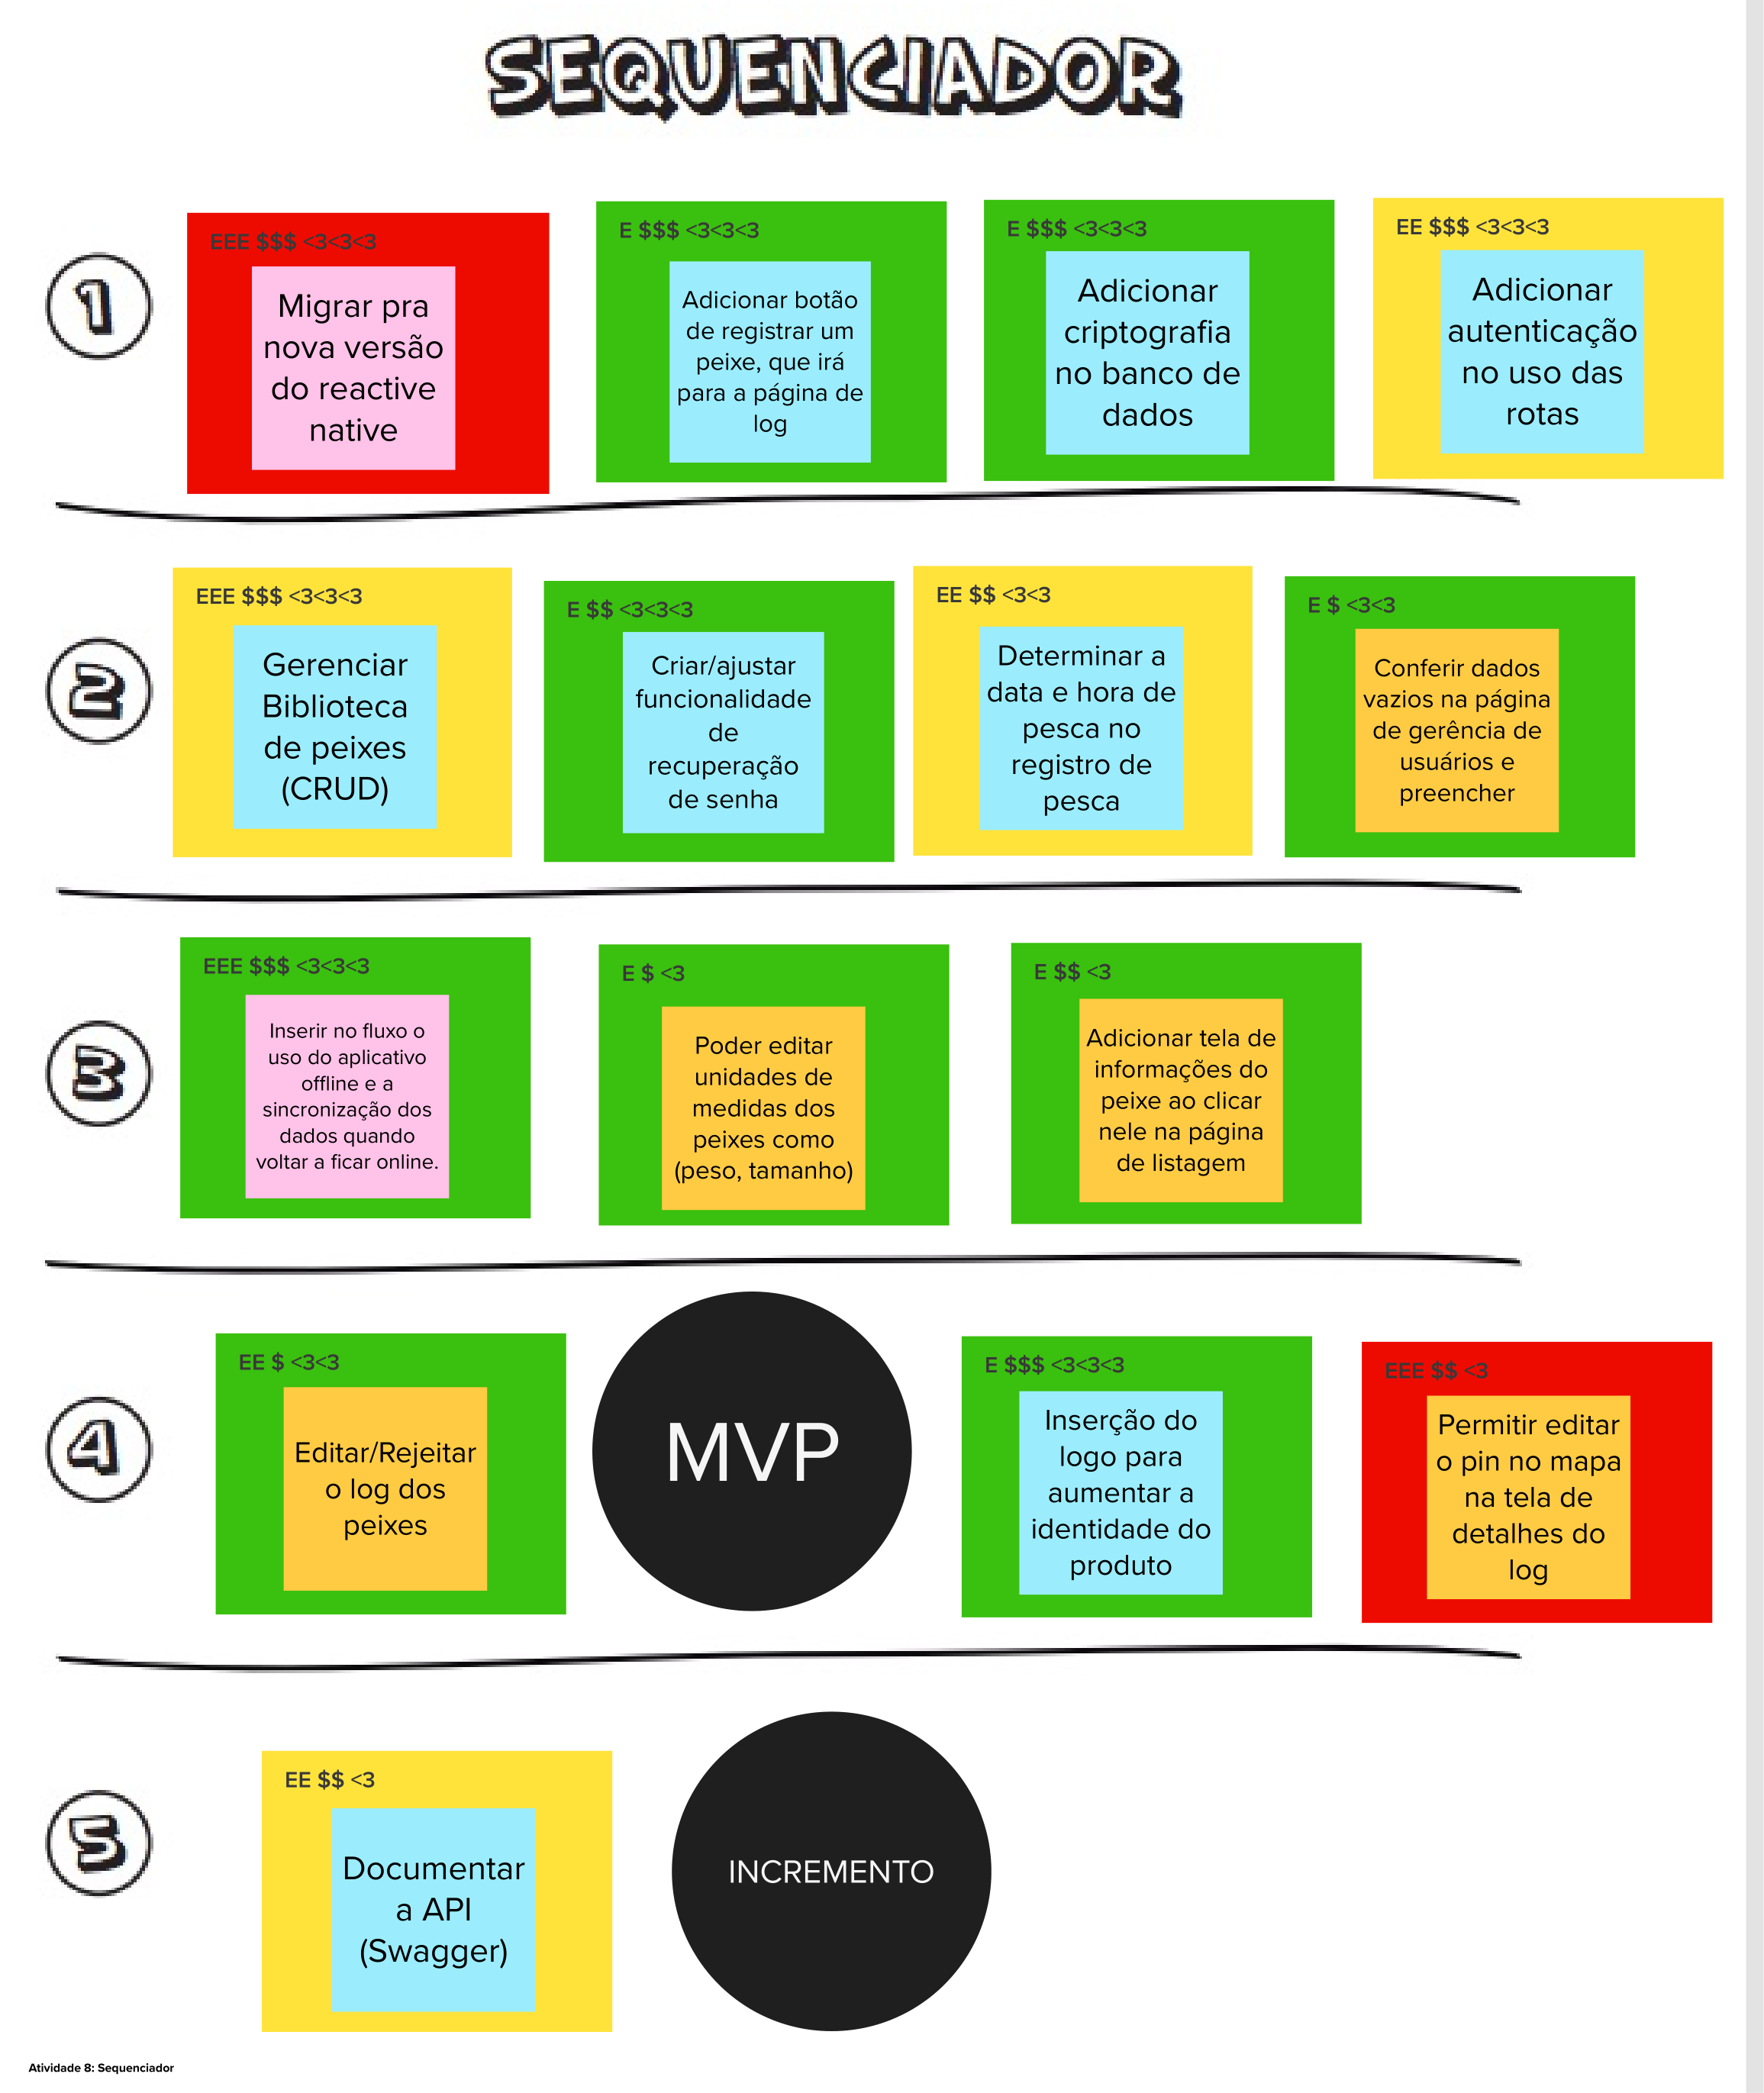 SEQUENCIADOR
1
EEE $$$ <3<3<3
Migrar pra
nova versão
do reactive
native
E $$$ <3<3<3
Adicionar botão
de registrar um
peixe, que irá
para a página de
log
E $$$ <3<3<3
Adicionar
criptografia
no banco de
dados
EE $$$ <3<3<3
Adicionar
autenticação
no uso das
rotas
2
EEE $$$ <3<3<3
Gerenciar
Biblioteca
de peixes
(CRUD)
E $$ <3<3<3
Criar/ajustar
funcionalidade
de
recuperação
de senha
EE $$ <3<3
Determinar a
data e hora de
pesca no
registro de
pesca
E $ <3<3
Conferir dados
vazios na página
de gerência de
usuários e
preencher
3
EEE $$$ <3<3<3
Inserir no fluxo o
uso do aplicativo
offline e a
sincronização dos
dados quando
voltar a ficar online.
E $ <3
Poder editar
unidades de
medidas dos
peixes como
(peso, tamanho)
E $$ <3
Adicionar tela de
informações do
peixe ao clicar
nele na página
de listagem
4
EE $ <3<3
Editar/Rejeitar
o log dos
peixes
MVP
E $$$ <3<3<3
Inserção do
logo para
aumentar a
identidade do
produto
EEE $$ <3
Permitir editar
o pin no mapa
na tela de
detalhes do
log
5
EE $$ <3
Documentar
a API
(Swagger)
INCREMENTO
Atividade 8: Sequenciador